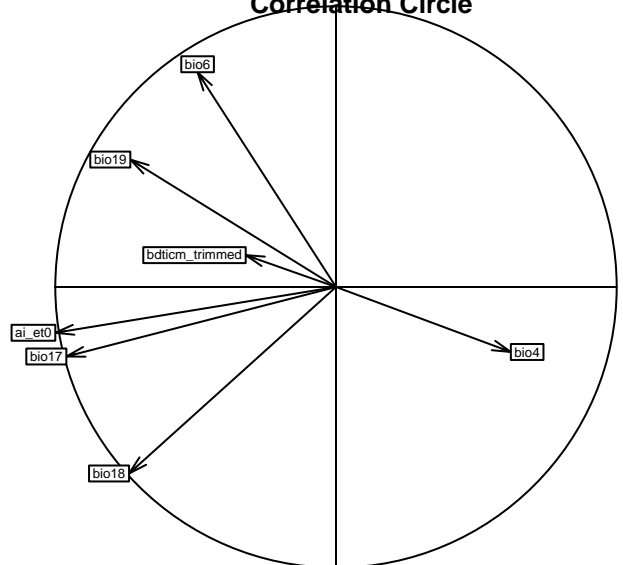 Correlation Circle
bio6
bio19
bdticm_trimmed
ai_et0
bio17
bio4
bio18